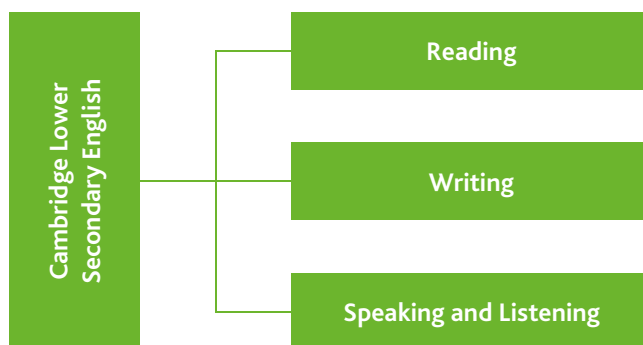 Cambridge Lower
Secondary English
Reading
Writing
Speaking and Listening